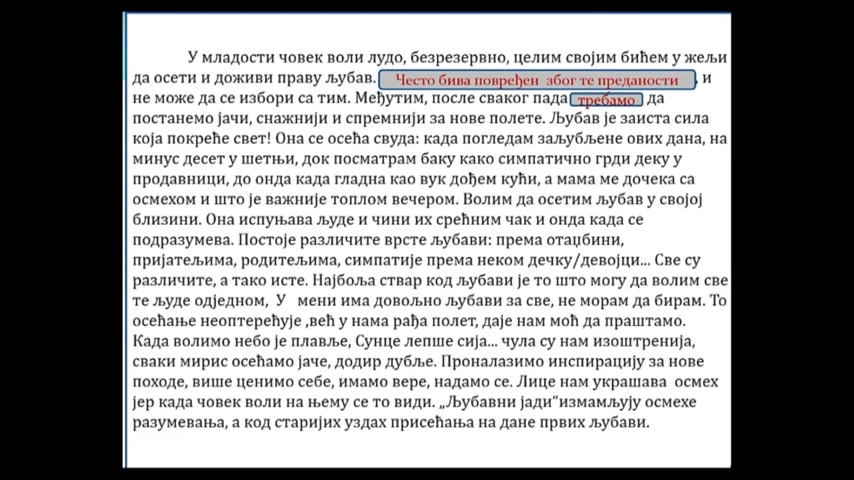 У младости човек воли лудо, безрезервно, целим својим бићем у жељи
да осети и доживи праву љубав. Често бива повређен због те преданости , и
не може да се избори са тим. Међутим, после сваког пада требамо да
постанемо јачи, снажнији и спремнији за нове полете. Љубав је заиста сила
која покреће свет! Она се осећа свуда: када погледам заљубљене ових дана, на
минус десет у шетњи, док посматрам баку како симпатично грди деку у
продавници, до онда када гладна као вук дођем кући, а мама ме дочека са
осмехом и што је важније топлом вечером. Волим да осетим љубав у својој
близини. Она испуњава људе и чини их срећним чак и онда када се
подразумева. Постоје различите врсте љубави: према отаџбини,
пријатељима, родитељима, симпатије према неком дечку/девојци... Све су
различите, а тако исте. Најбоља ствар код љубави је то што могу да волим све
те људе одједном, У мени има довољно љубави за све, не морам да бирам. То
осећање неоптерећује ,већ у нама рађа полет, даје нам моћ да праштамо.
Када волимо небо је плавље, Сунце лепше сија... чула су нам изоштренија,
сваки мирис осећамо јаче, додир дубље. Проналазимо инспирацију за нове
походе, више ценимо себе, имамо вере, надамо се. Лице нам украшава осмех
јер када човек воли на њему се то види. „Љубавни јади“измамљују осмехе
разумевања, а код старијих уздах присећања на дане првих љубави.